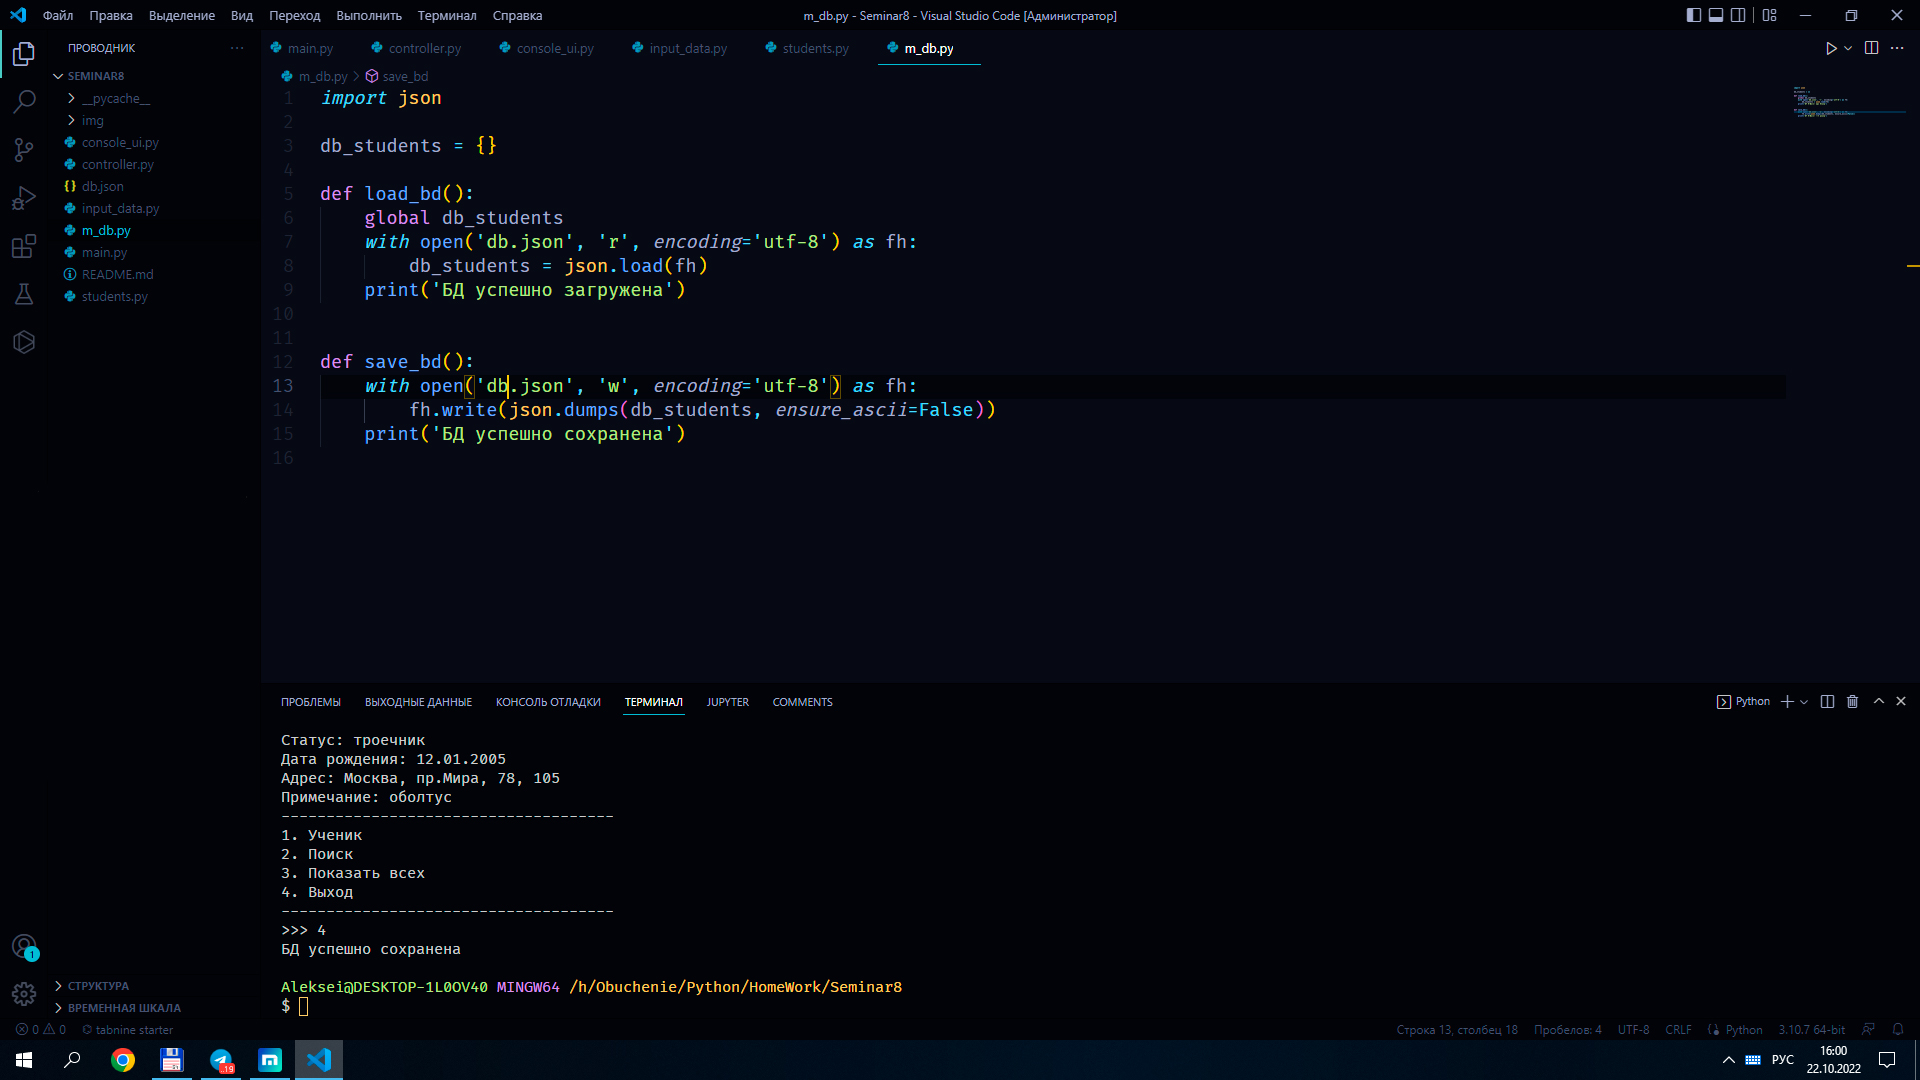 Файл Правка Выделение Вид Переход Выполнить Терминал Справка
m_db.py - Seminar8 - Visual Studio Code [Администратор]
ПРОВОДНИК
SEMINAR8
__pycache__
img
console_ui.py
controller.py
db.json
input_data.py
m_db.py
main.py
README.md
students.py
СТРУКТУРА
ВРЕМЕННАЯ ШКАЛА
main.py controller.py console_ui.py input_data.py students.py m_db.py
m_db.py > save_bd
1 import json
2
3 db_students = {}
4
5 def load_bd():
6 global db_students
7 with open('db.json', 'r', encoding='utf-8') as fh:
8 db_students = json.load(fh)
9 print('БД успешно загружена')
10
11
12 def save_bd():
13 with open('db.json', 'w', encoding='utf-8') as fh:
14 fh.write(json.dumps(db_students, ensure_ascii=False))
15 print('БД успешно сохранена')
16
ПРОБЛЕМЫ ВЫХОДНЫЕ ДАННЫЕ КОНСОЛЬ ОТЛАДКИ ТЕРМИНАЛ JUPYTER COMMENTS
Python
Статус: троечник
Дата рождения: 12.01.2005
Адрес: Москва, пр.Мира, 78, 105
Примечание: оболтус
-------------------------------------
1. Ученик
2. Поиск
3. Показать всех
4. Выход
-------------------------------------
>>> 4
БД успешно сохранена
Aleksei@DESKTOP-1L0OV40 MINGW64 /h/Obuchenie/Python/HomeWork/Seminar8
$
1
0 0 tabnine starter
Строка 13, столбец 18 Пробелов: 4 UTF-8 CRLF Python 3.10.7 64-bit
19
РУС
16:00
22.10.2022